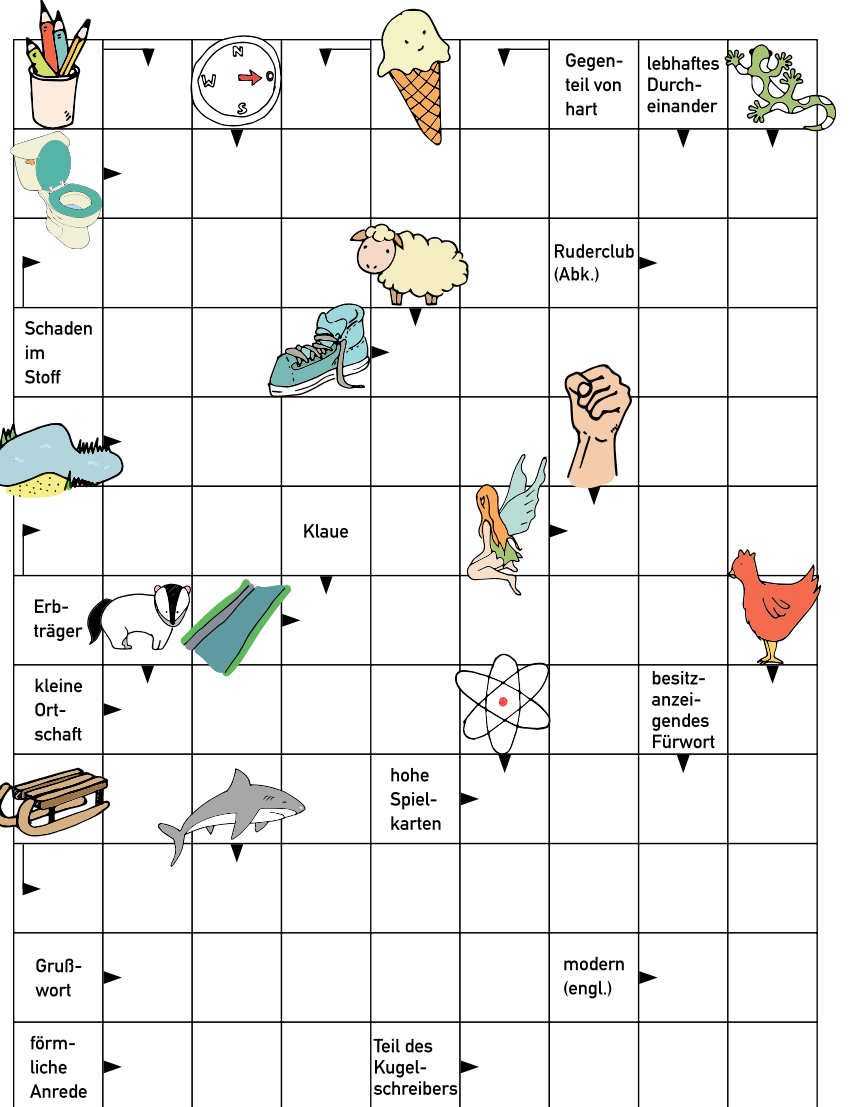 N
W
O
S
Gegen-
teil von
hart
lebhaftes
Durch-
einander
Ruderclub
(Abk.)
Schaden
im
Stoff
Klaue
Erb-
träger
kleine
Ort-
schaft
besitz-
anzei-
gendes
Fürwort
hohe
Spiel-
karten
Gruß-
wort
modern
(engl.)
förm-
liche
Anrede
Teil des
Kugel-
schreibers